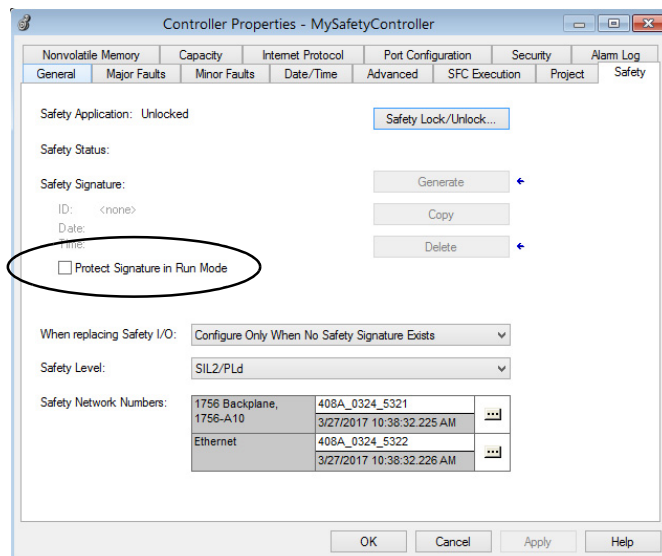 Controller Properties - MySafetyController
Nonvolatile Memory Capacity Internet Protocol Port Configuration Security Alarm Log
General Major Faults Minor Faults Date/Time Advanced SFC Execution Project Safety
Safety Application: Unlocked Safety Lock/Unlock...
Safety Status:
Safety Signature: Generate
ID: <none> Copy
Date:
Time: Delete
Protect Signature in Run Mode
When replacing Safety I/O: Configure Only When No Safety Signature Exists
Safety Level: SIL2/PLd
Safety Network Numbers: 1756 Backplane, 408A_0324_5321 ...
1756-A10 3/27/2017 10:38:32.225 AM
Ethernet 408A_0324_5322 ...
3/27/2017 10:38:32.226 AM
OK Cancel Apply Help